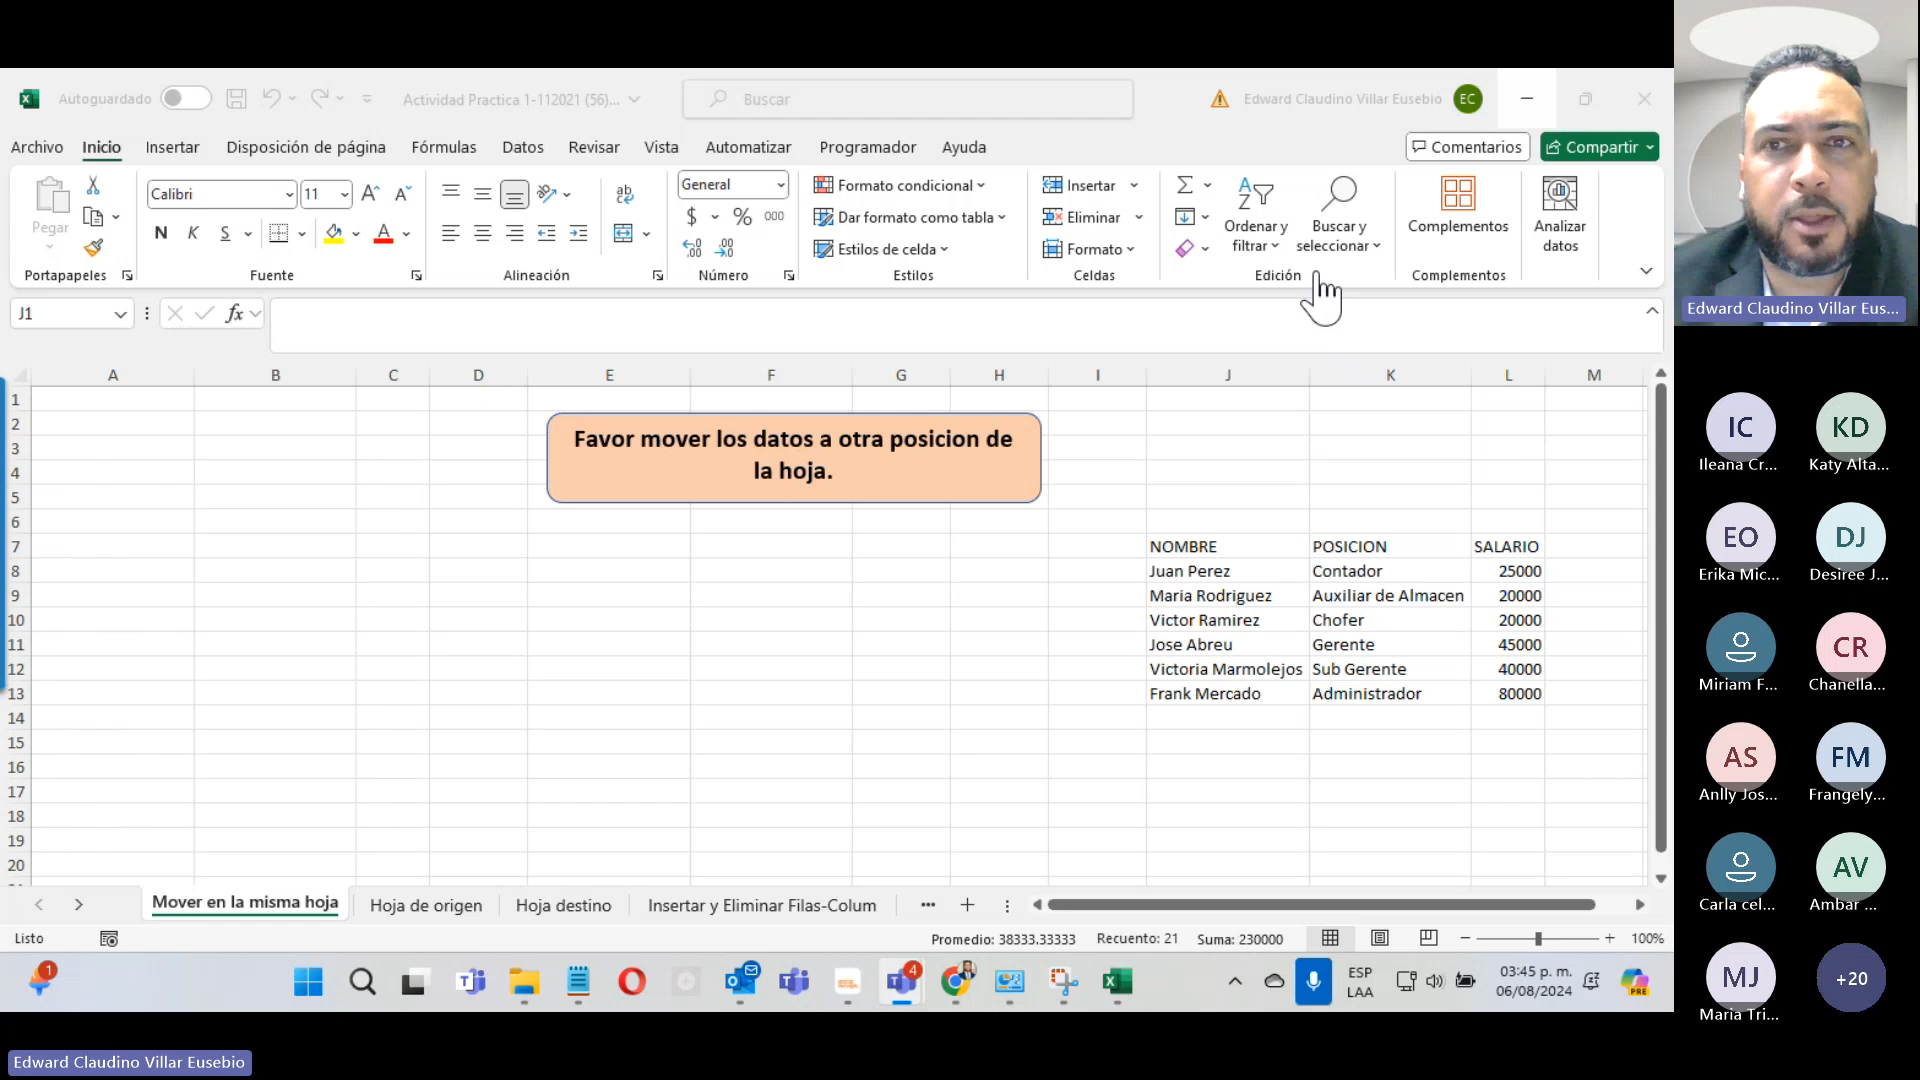 Autoguardado
Actividad Practica 1-112021 (56)...
Buscar
Edward Claudino Villar Eusebio
EC
Archivo Inicio Insertar Disposición de página Fórmulas Datos Revisar Vista Automatizar Programador Ayuda
Comentarios
Compartir
Pegar
Portapapeles
Calibri 11
N K S
Fuente
Alineación
General
$ % 000
Número
Formato condicional
Dar formato como tabla
Estilos de celda
Estilos
Insertar
Eliminar
Formato
Celdas
Ordenar y
filtrar
Buscar y
seleccionar
Edición
Complementos
Complementos
Analizar
datos
J1
fx
A B C D E F G H I J K L M
1
2
3
4
5
6
7
8
9
10
11
12
13
14
15
16
17
18
19
20
Favor mover los datos a otra posicion de
la hoja.
NOMBRE POSICION SALARIO
Juan Perez Contador 25000
Maria Rodriguez Auxiliar de Almacen 20000
Victor Ramirez Chofer 20000
Jose Abreu Gerente 45000
Victoria Marmolejos Sub Gerente 40000
Frank Mercado Administrador 80000
Mover en la misma hoja Hoja de origen Hoja destino Insertar y Eliminar Filas-Colum ...
Listo
Promedio: 38333.33333 Recuento: 21 Suma: 230000
100%
1
4
ESP
LAA
03:45 p. m.
06/08/2024
PRE
Edward Claudino Villar Eusebio
Edward Claudino Villar Eus...
IC
Ileana Cr...
KD
Katy Alta...
EO
Erika Mic...
DJ
Desiree J...
Miriam F...
CR
Chanella...
AS
Anlly Jos...
FM
Frangely...
Carla cel...
AV
Ambar ...
MJ
Maria Tri...
+20